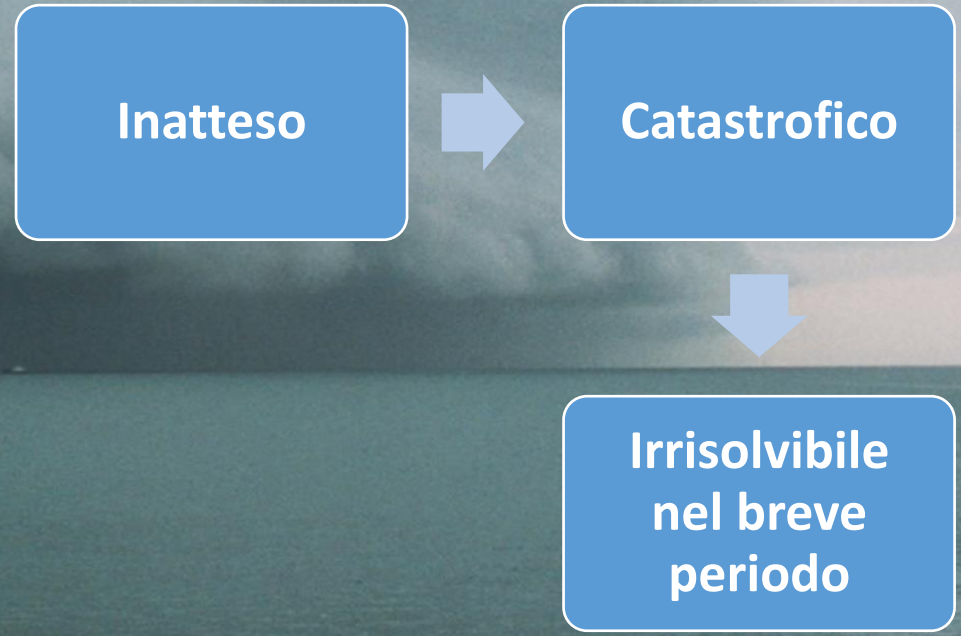 Inatteso
Catastrofico
Irrisolvibile
nel breve
periodo